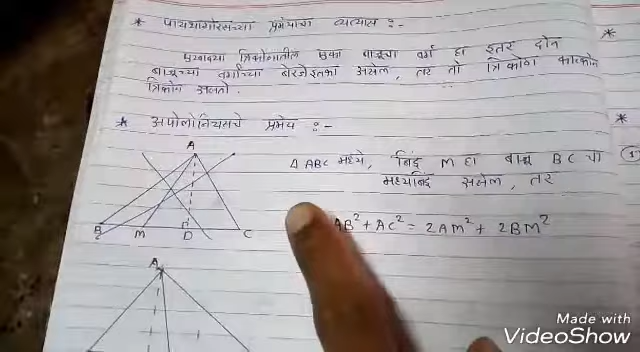 * पायथागोरसच्या प्रमेयाचा व्यत्यास :-
एखाद्या त्रिकोणातील एका बाजूचा वर्ग हा इतर दोन
बाजूच्या वर्गाच्या बेरजेइतका असेल, तर तो त्रिकोण काटकोन
त्रिकोण असतो.
* अपोलोनियसचे प्रमेय :-
A
B M D C
Δ ABC मध्ये, बिंदू M हा बाजू BC चा
मध्यबिंदू असेल, तर
AB² + AC² = 2AM² + 2BM²
A
*
*
Made with
VideoShow